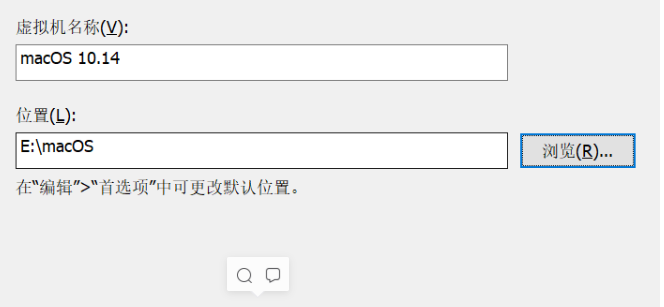 虚拟机名称(V):
macOS 10.14
位置(L):
E:\macOS
浏览(R)...
在“编辑”>“首选项”中可更改默认位置。